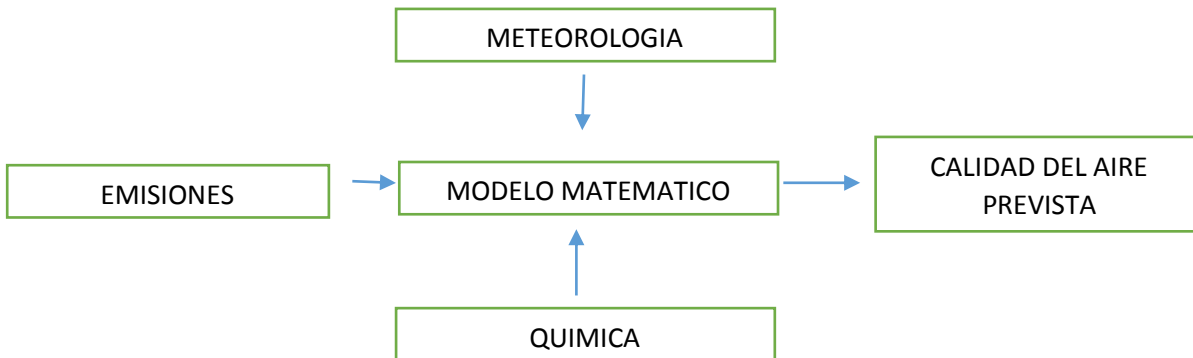 METEOROLOGIA
EMISIONES
MODELO MATEMATICO
CALIDAD DEL AIRE
PREVISTA
QUIMICA